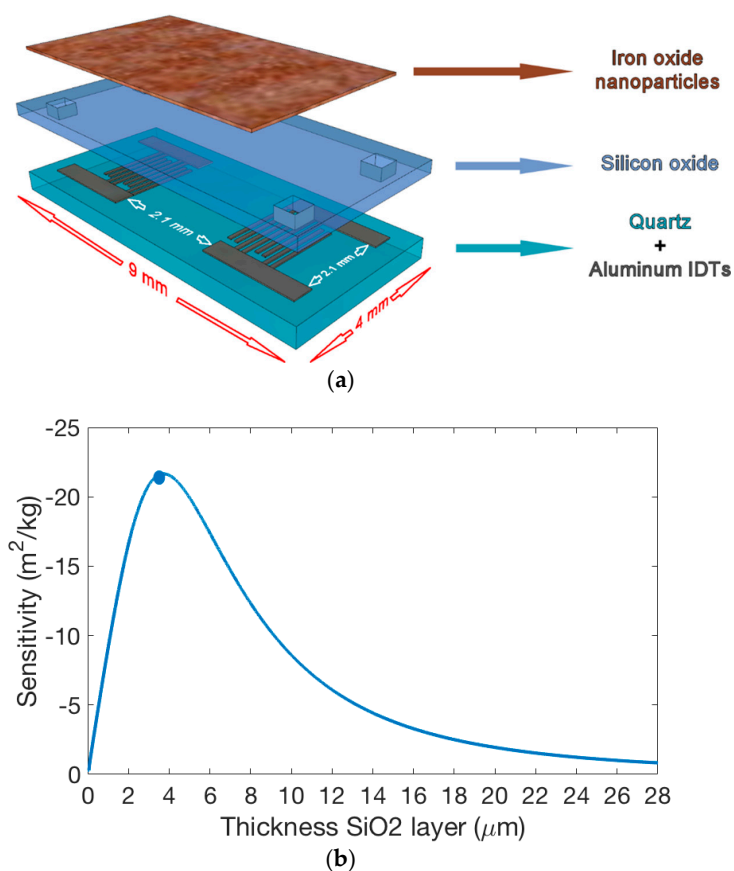 Iron oxide
nanoparticles
Silicon oxide
Quartz
+
Aluminum IDTs
2.1 mm
2.1 mm
9 mm
4 mm
(a)
-25
-20
-15
-10
-5
0
Sensitivity (m²/kg)
0 2 4 6 8 10 12 14 16 18 20 22 24 26 28
Thickness SiO2 layer (μm)
(b)